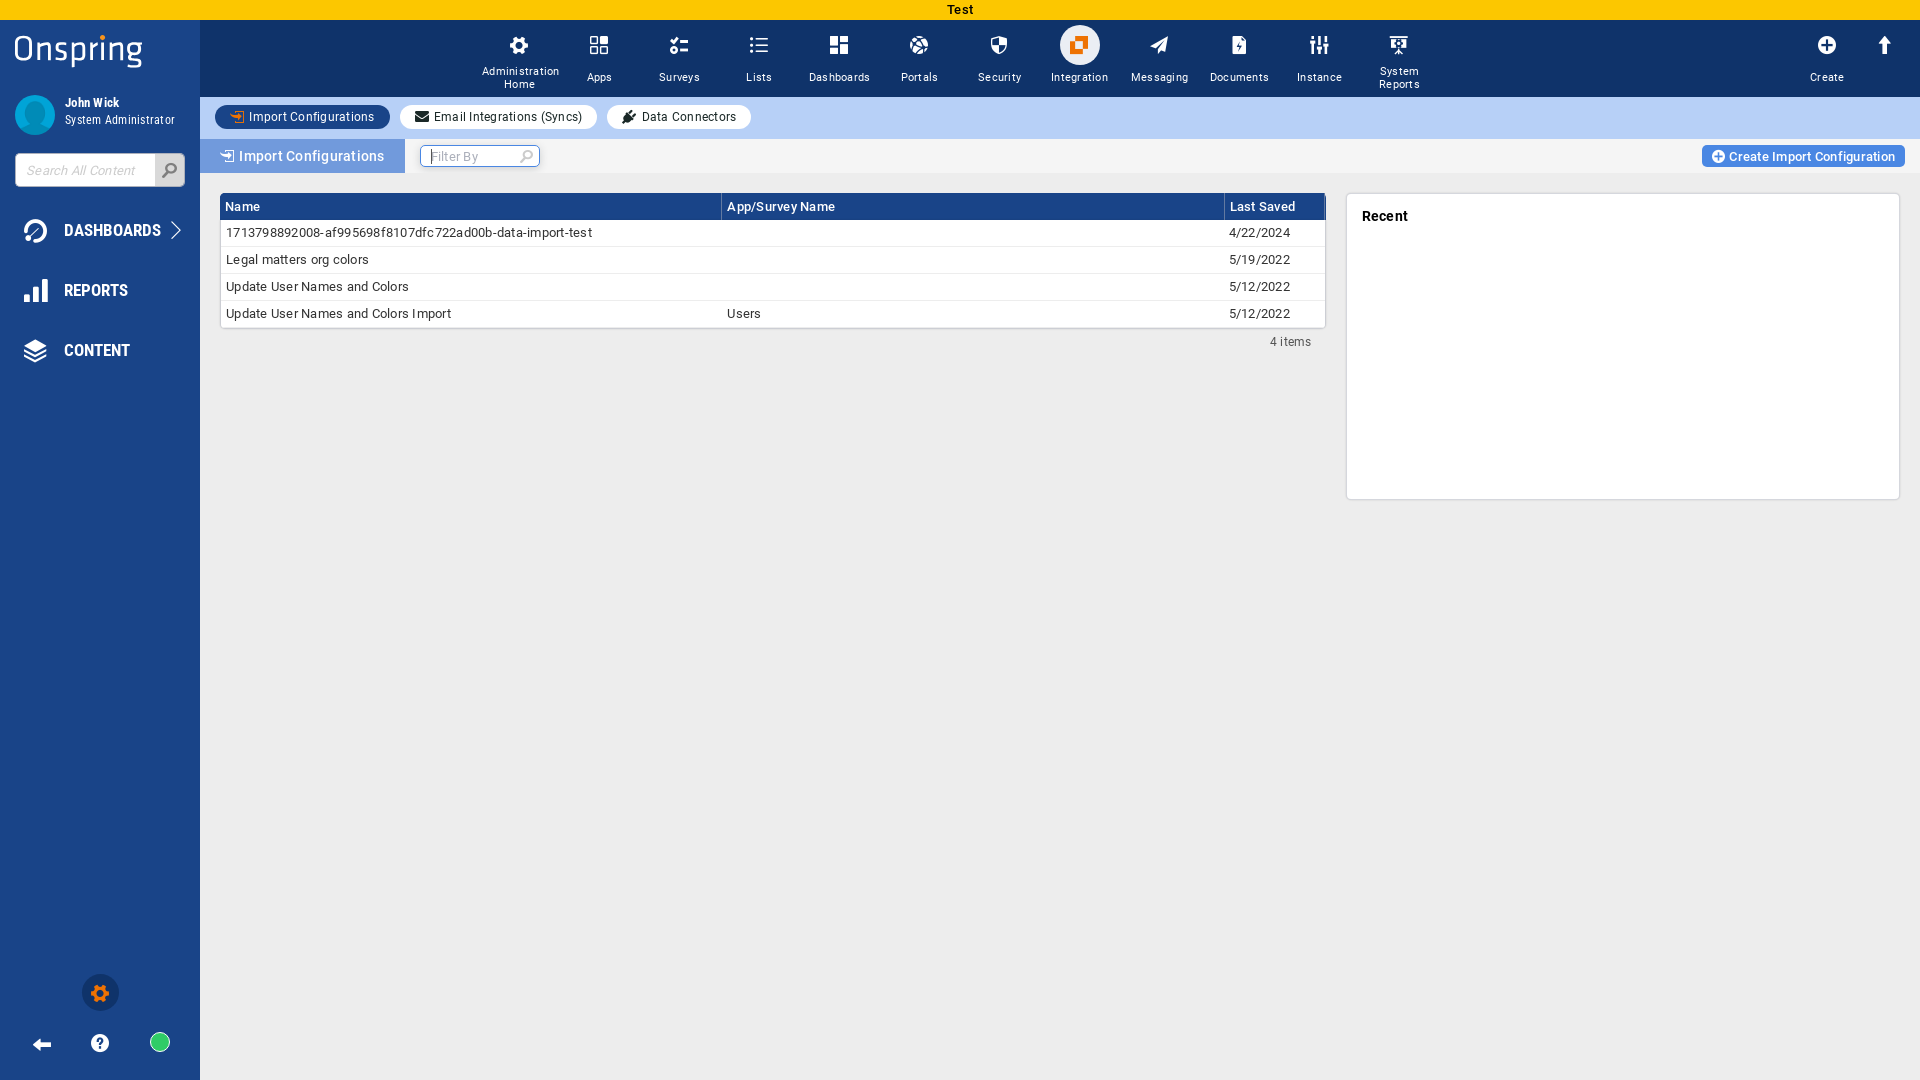 Test
Onspring
John Wick
System Administrator
Search All Content
DASHBOARDS
REPORTS
CONTENT
Administration Home
Apps
Surveys
Lists
Dashboards
Portals
Security
Integration
Messaging
Documents
Instance
System Reports
Create
Import Configurations
Email Integrations (Syncs)
Data Connectors
Import Configurations
Filter By
Create Import Configuration
Name App/Survey Name Last Saved
1713798892008-af995698f8107dfc722ad00b-data-import-test 4/22/2024
Legal matters org colors 5/19/2022
Update User Names and Colors 5/12/2022
Update User Names and Colors Import Users 5/12/2022
4 items
Recent